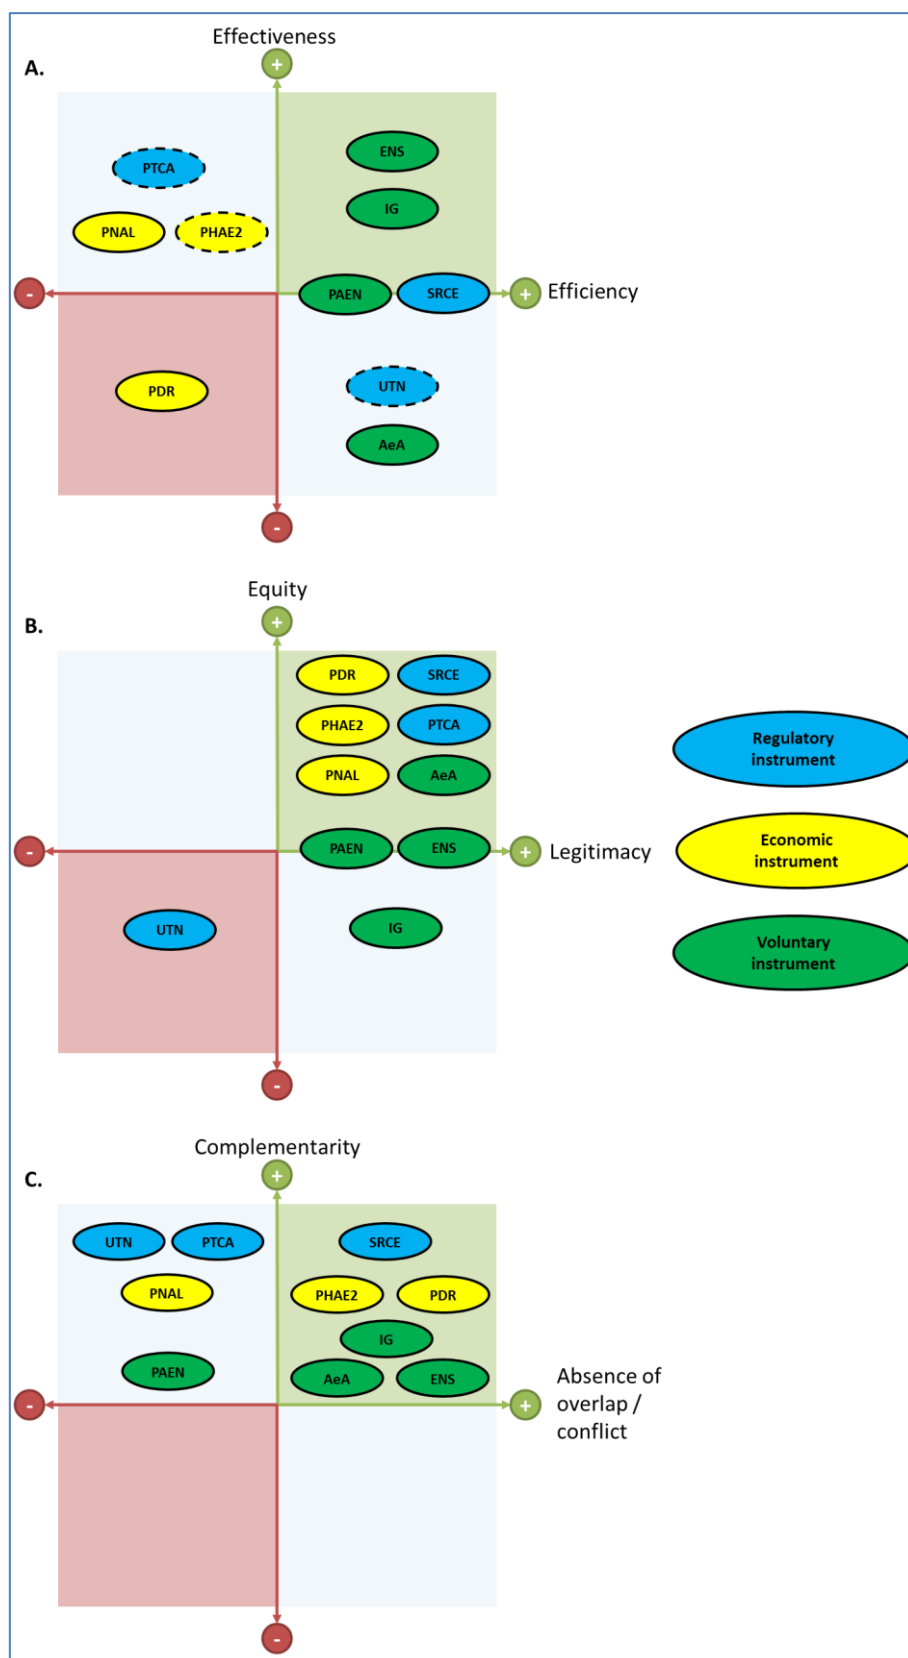 Effectiveness
+
A.
ENS
PTCA
IG
PNAL
PHAE2
-
PAEN
SRCE
+
Efficiency
PDR
UTN
AeA
-
Equity
+
B.
PDR
SRCE
PHAE2
PTCA
PNAL
AeA
-
PAEN
ENS
+
Legitimacy
UTN
IG
-
Regulatory
instrument
Economic
instrument
Voluntary
instrument
Complementarity
+
C.
UTN
PTCA
SRCE
PNAL
PHAE2
PDR
IG
PAEN
AeA
ENS
-
+
Absence of
overlap /
conflict
-